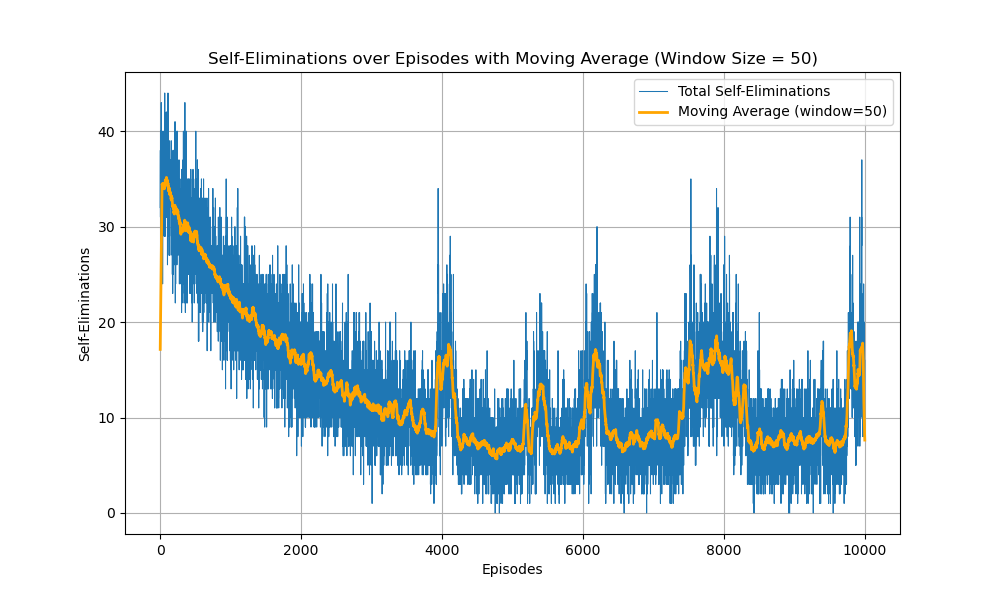 Self-Eliminations over Episodes with Moving Average (Window Size = 50)
Total Self-Eliminations
Moving Average (window=50)
Self-Eliminations
40
30
20
10
0
0 2000 4000 6000 8000 10000
Episodes